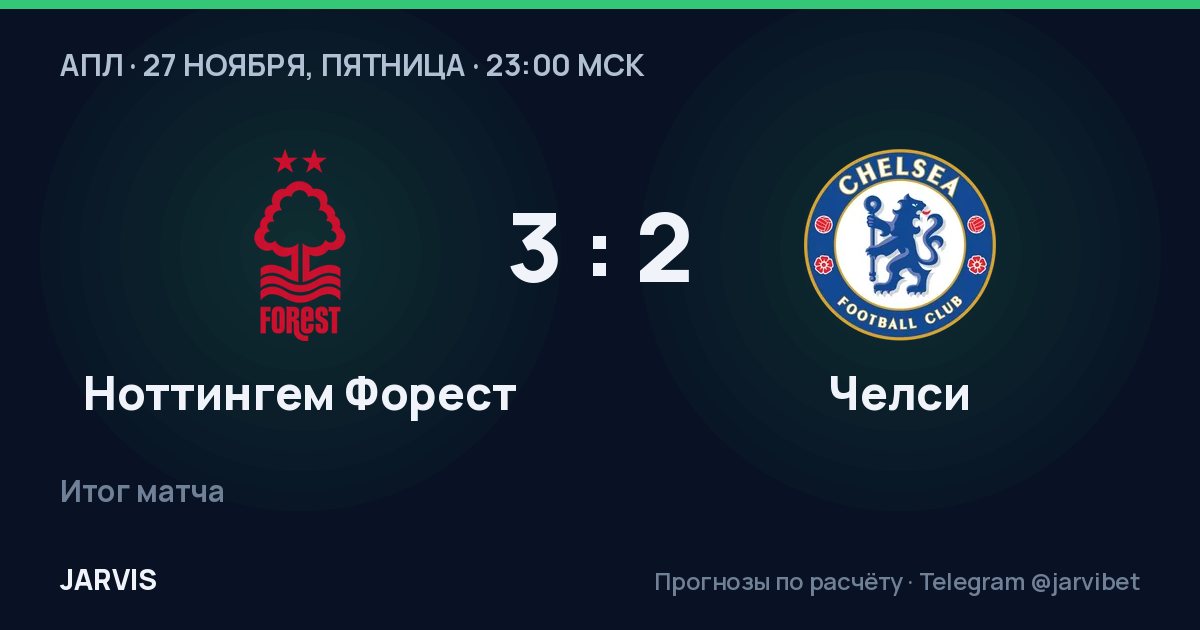 АПЛ · 27 НОЯБРЯ, ПЯТНИЦА · 23:00 МСК
3 : 2
FOREST
CHELSEA
FOOTBALL CLUB
Ноттингем Форест
Челси
Итог матча
JARVIS
Прогнозы по расчёту · Telegram @jarvibet